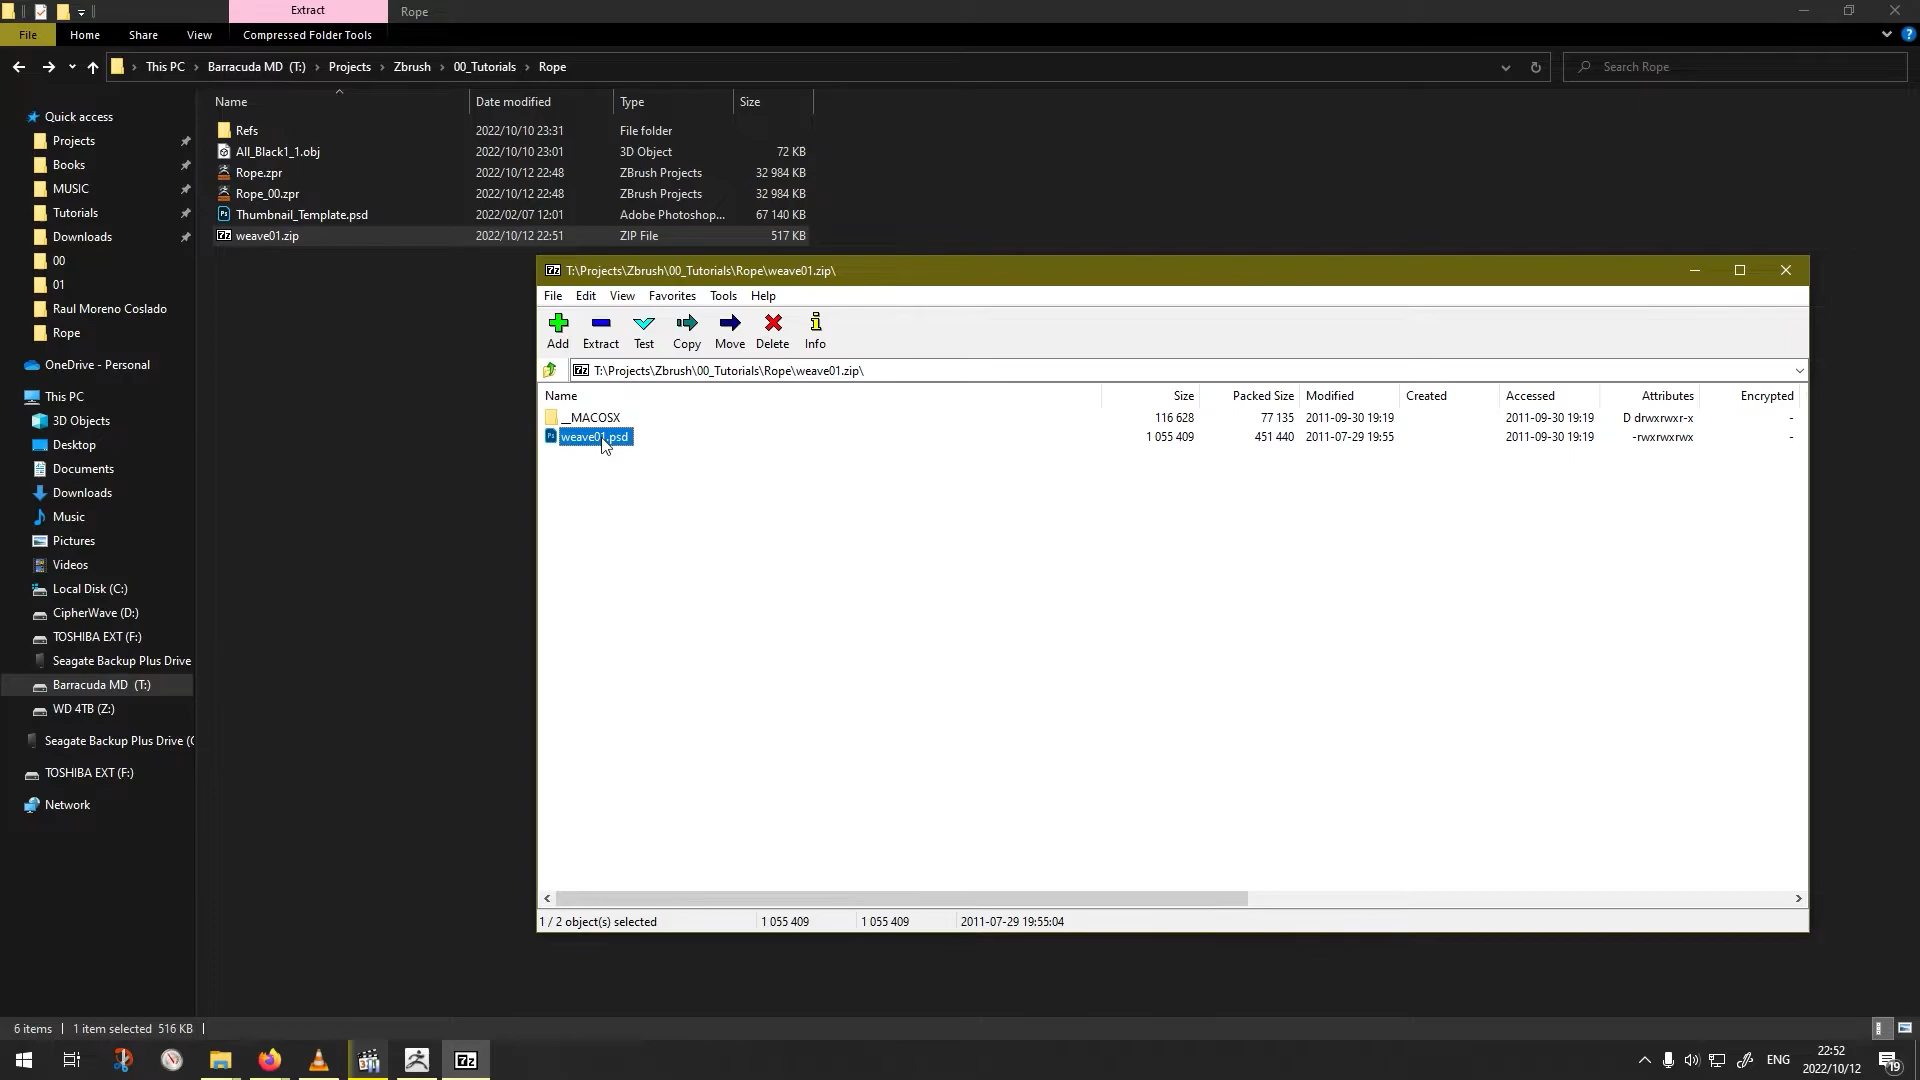 Extract
Rope
File
Home
Share
View
Compressed Folder Tools
This PC > Barracuda MD (T:) > Projects > Zbrush > 00_Tutorials > Rope
Search Rope
Name
Date modified
Type
Size
Refs 2022/10/10 23:31 File folder
All_Black1_1.obj 2022/10/10 23:01 3D Object 72 KB
Rope.zpr 2022/10/12 22:48 ZBrush Projects 32 984 KB
Rope_00.zpr 2022/10/12 22:48 ZBrush Projects 32 984 KB
Thumbnail_Template.psd 2022/02/07 12:01 Adobe Photoshop... 67 140 KB
weave01.zip 2022/10/12 22:51 ZIP File 517 KB
Quick access
Projects
Books
MUSIC
Tutorials
Downloads
00
01
Raul Moreno Coslado
Rope
OneDrive - Personal
This PC
3D Objects
Desktop
Documents
Downloads
Music
Pictures
Videos
Local Disk (C:)
CipherWave (D:)
TOSHIBA EXT (F:)
Seagate Backup Plus Drive
Barracuda MD (T:)
WD 4TB (Z:)
Seagate Backup Plus Drive (
TOSHIBA EXT (F:)
Network
T:\Projects\Zbrush\00_Tutorials\Rope\weave01.zip\
File Edit View Favorites Tools Help
Add Extract Test Copy Move Delete Info
T:\Projects\Zbrush\00_Tutorials\Rope\weave01.zip\
Name Size Packed Size Modified Created Accessed Attributes Encrypted
__MACOSX 116 628 77 135 2011-09-30 19:19 2011-09-30 19:19 D drwxrwxr-x -
weave01.psd 1 055 409 451 440 2011-07-29 19:55 2011-09-30 19:19 -rwxrwxrwx -
1 / 2 object(s) selected 1 055 409 1 055 409 2011-07-29 19:55:04
6 items 1 item selected 516 KB
ENG
22:52
2022/10/12
19